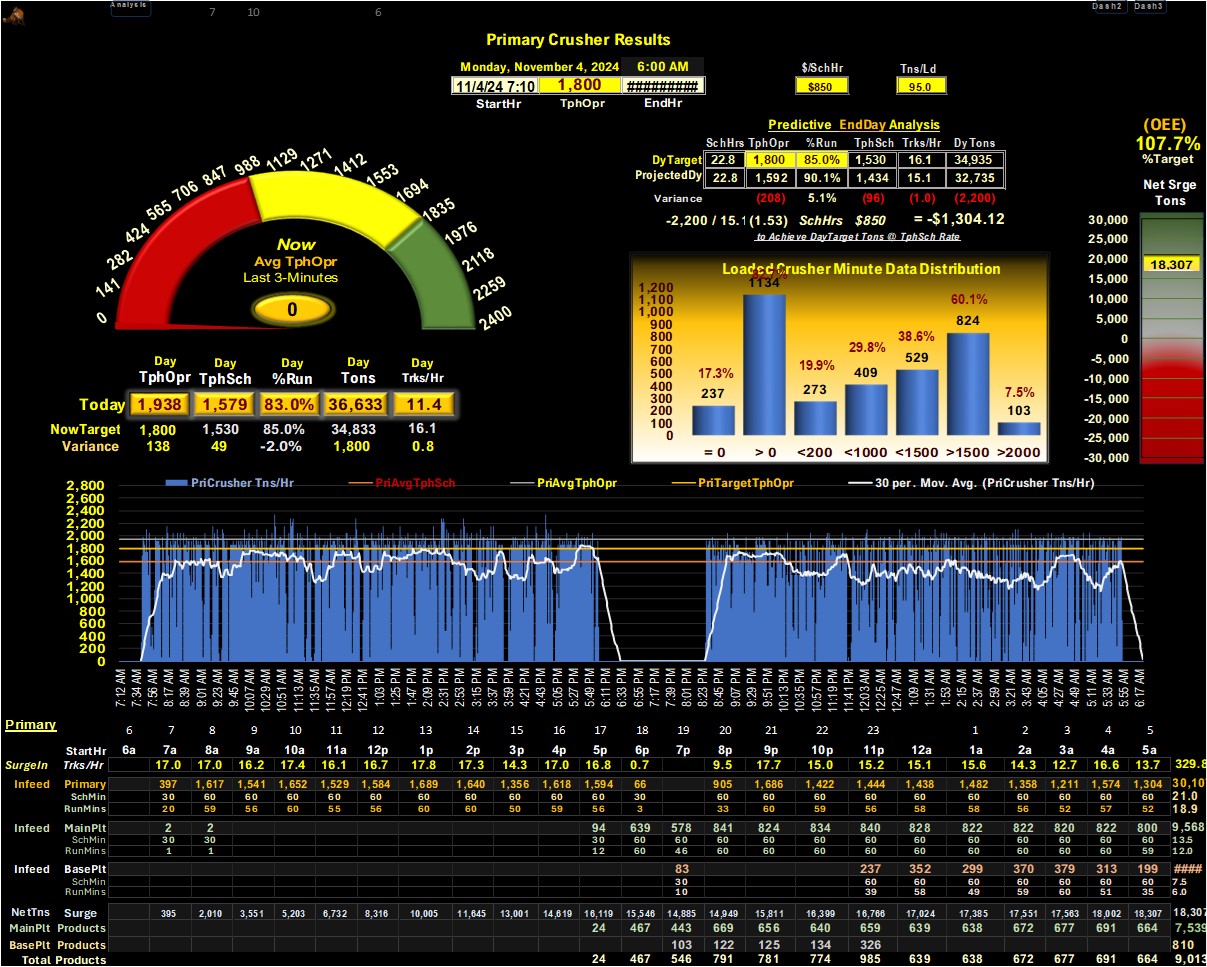 Analysis
7 10 6
Dash2 Dash3
Primary Crusher Results
Monday, November 4, 2024 6:00 AM
11/4/24 7:10 1,800 ##########
StartHr TphOpr EndHr
$/SchHr Tns/Ld
$850 95.0
Predictive EndDay Analysis
SchHrs TphOpr %Run TphSch Trks/Hr Dy Tons
DyTarget 22.8 1,800 85.0% 1,530 16.1 34,935
ProjectedDy 22.8 1,592 90.1% 1,434 15.1 32,735
Variance (208) 5.1% (96) (1.0) (2,200)
-2,200 / 15.1 (1.53) SchHrs $850 = -$1,304.12
to Achieve DayTarget Tons @ TphSch Rate
(OEE)
107.7%
%Target
Net Srge
Tons
30,000
25,000
20,000
18,307
15,000
10,000
5,000
0
-5,000
-10,000
-15,000
-20,000
-25,000
-30,000
0 141 282 424 565 706 847 988 1129 1271 1412 1553 1694 1835 1976 2118 2259 2400
Now
Avg TphOpr
Last 3-Minutes
0
Day Day Day Day Day
TphOpr TphSch %Run Tons Trks/Hr
Today 1,938 1,579 83.0% 36,633 11.4
NowTarget 1,800 1,530 85.0% 34,833 16.1
Variance 138 49 -2.0% 1,800 0.8
Loaded Crusher Minute Data Distribution
1,200
1,100
1,000
900
800
700
600
500
400
300
200
100
0
17.3% 19.9% 29.8% 38.6% 60.1% 7.5%
237 1134 273 409 529 824 103
= 0 > 0 <200 <1000 <1500 >1500 >2000
PriCrusher Tns/Hr PriAvgTphSch PriAvgTphOpr PriTargetTphOpr 30 per. Mov. Avg. (PriCrusher Tns/Hr)
2,800
2,600
2,400
2,200
2,000
1,800
1,600
1,400
1,200
1,000
800
600
400
200
0
7:12 AM 7:34 AM 7:56 AM 8:17 AM 8:39 AM 9:01 AM 9:23 AM 9:45 AM 10:07 AM 10:29 AM 10:51 AM 11:13 AM 11:35 AM 11:57 AM 12:19 PM 12:41 PM 1:03 PM 1:25 PM 1:47 PM 2:09 PM 2:31 PM 2:53 PM 3:15 PM 3:37 PM 3:59 PM 4:21 PM 4:43 PM 5:05 PM 5:27 PM 5:49 PM 6:11 PM 6:33 PM 6:55 PM 7:17 PM 7:39 PM 8:01 PM 8:23 PM 8:45 PM 9:07 PM 9:29 PM 9:51 PM 10:13 PM 10:35 PM 10:57 PM 11:19 PM 11:41 PM 12:03 AM 12:25 AM 12:47 AM 1:09 AM 1:31 AM 1:53 AM 2:15 AM 2:37 AM 2:59 AM 3:21 AM 3:43 AM 4:05 AM 4:27 AM 4:49 AM 5:11 AM 5:33 AM 5:55 AM 6:17 AM
Primary
6 7 8 9 10 11 12 13 14 15 16 17 18 19 20 21 22 23 1 2 3 4 5
StartHr 6a 7a 8a 9a 10a 11a 12p 1p 2p 3p 4p 5p 6p 7p 8p 9p 10p 11p 12a 1a 2a 3a 4a 5a
SurgeIn Trks/Hr 17.0 17.0 16.2 17.4 16.1 16.7 17.8 17.3 14.3 17.0 16.8 0.7 9.5 17.7 15.0 15.2 15.1 15.6 14.3 12.7 16.6 13.7 329.8
Infeed Primary 397 1,617 1,541 1,652 1,529 1,584 1,689 1,640 1,356 1,618 1,594 66 905 1,686 1,422 1,444 1,438 1,482 1,358 1,211 1,574 1,304 30,10
SchMin 30 60 60 60 60 60 60 60 60 60 60 30 60 60 60 60 60 60 60 60 60 60 21.0
RunMins 20 59 56 60 55 56 60 60 50 59 56 3 33 60 59 56 58 58 56 52 57 52 18.9
Infeed MainPlt 2 2 94 639 578 841 824 834 840 828 822 822 820 822 800 9,568
SchMin 30 30 30 60 60 60 60 60 60 60 60 60 60 60 60 13.5
RunMins 1 1 12 60 46 60 60 60 60 60 60 60 60 60 59 12.0
Infeed BasePlt 83 237 352 299 370 379 313 199 ####
SchMin 30 60 60 60 60 60 60 60 7.5
RunMins 10 39 58 49 59 60 51 35 6.0
NetTns Surge 395 2,010 3,551 5,203 6,732 8,316 10,005 11,645 13,001 14,619 16,119 15,546 14,885 14,949 15,811 16,399 16,766 17,024 17,385 17,551 17,563 18,002 18,307 18,307
MainPlt Products 24 467 443 669 656 640 659 639 638 672 677 691 664 7,539
BasePlt Products 103 122 125 134 326 810
Total Products 24 467 546 791 781 774 985 639 638 672 677 691 664 9,013